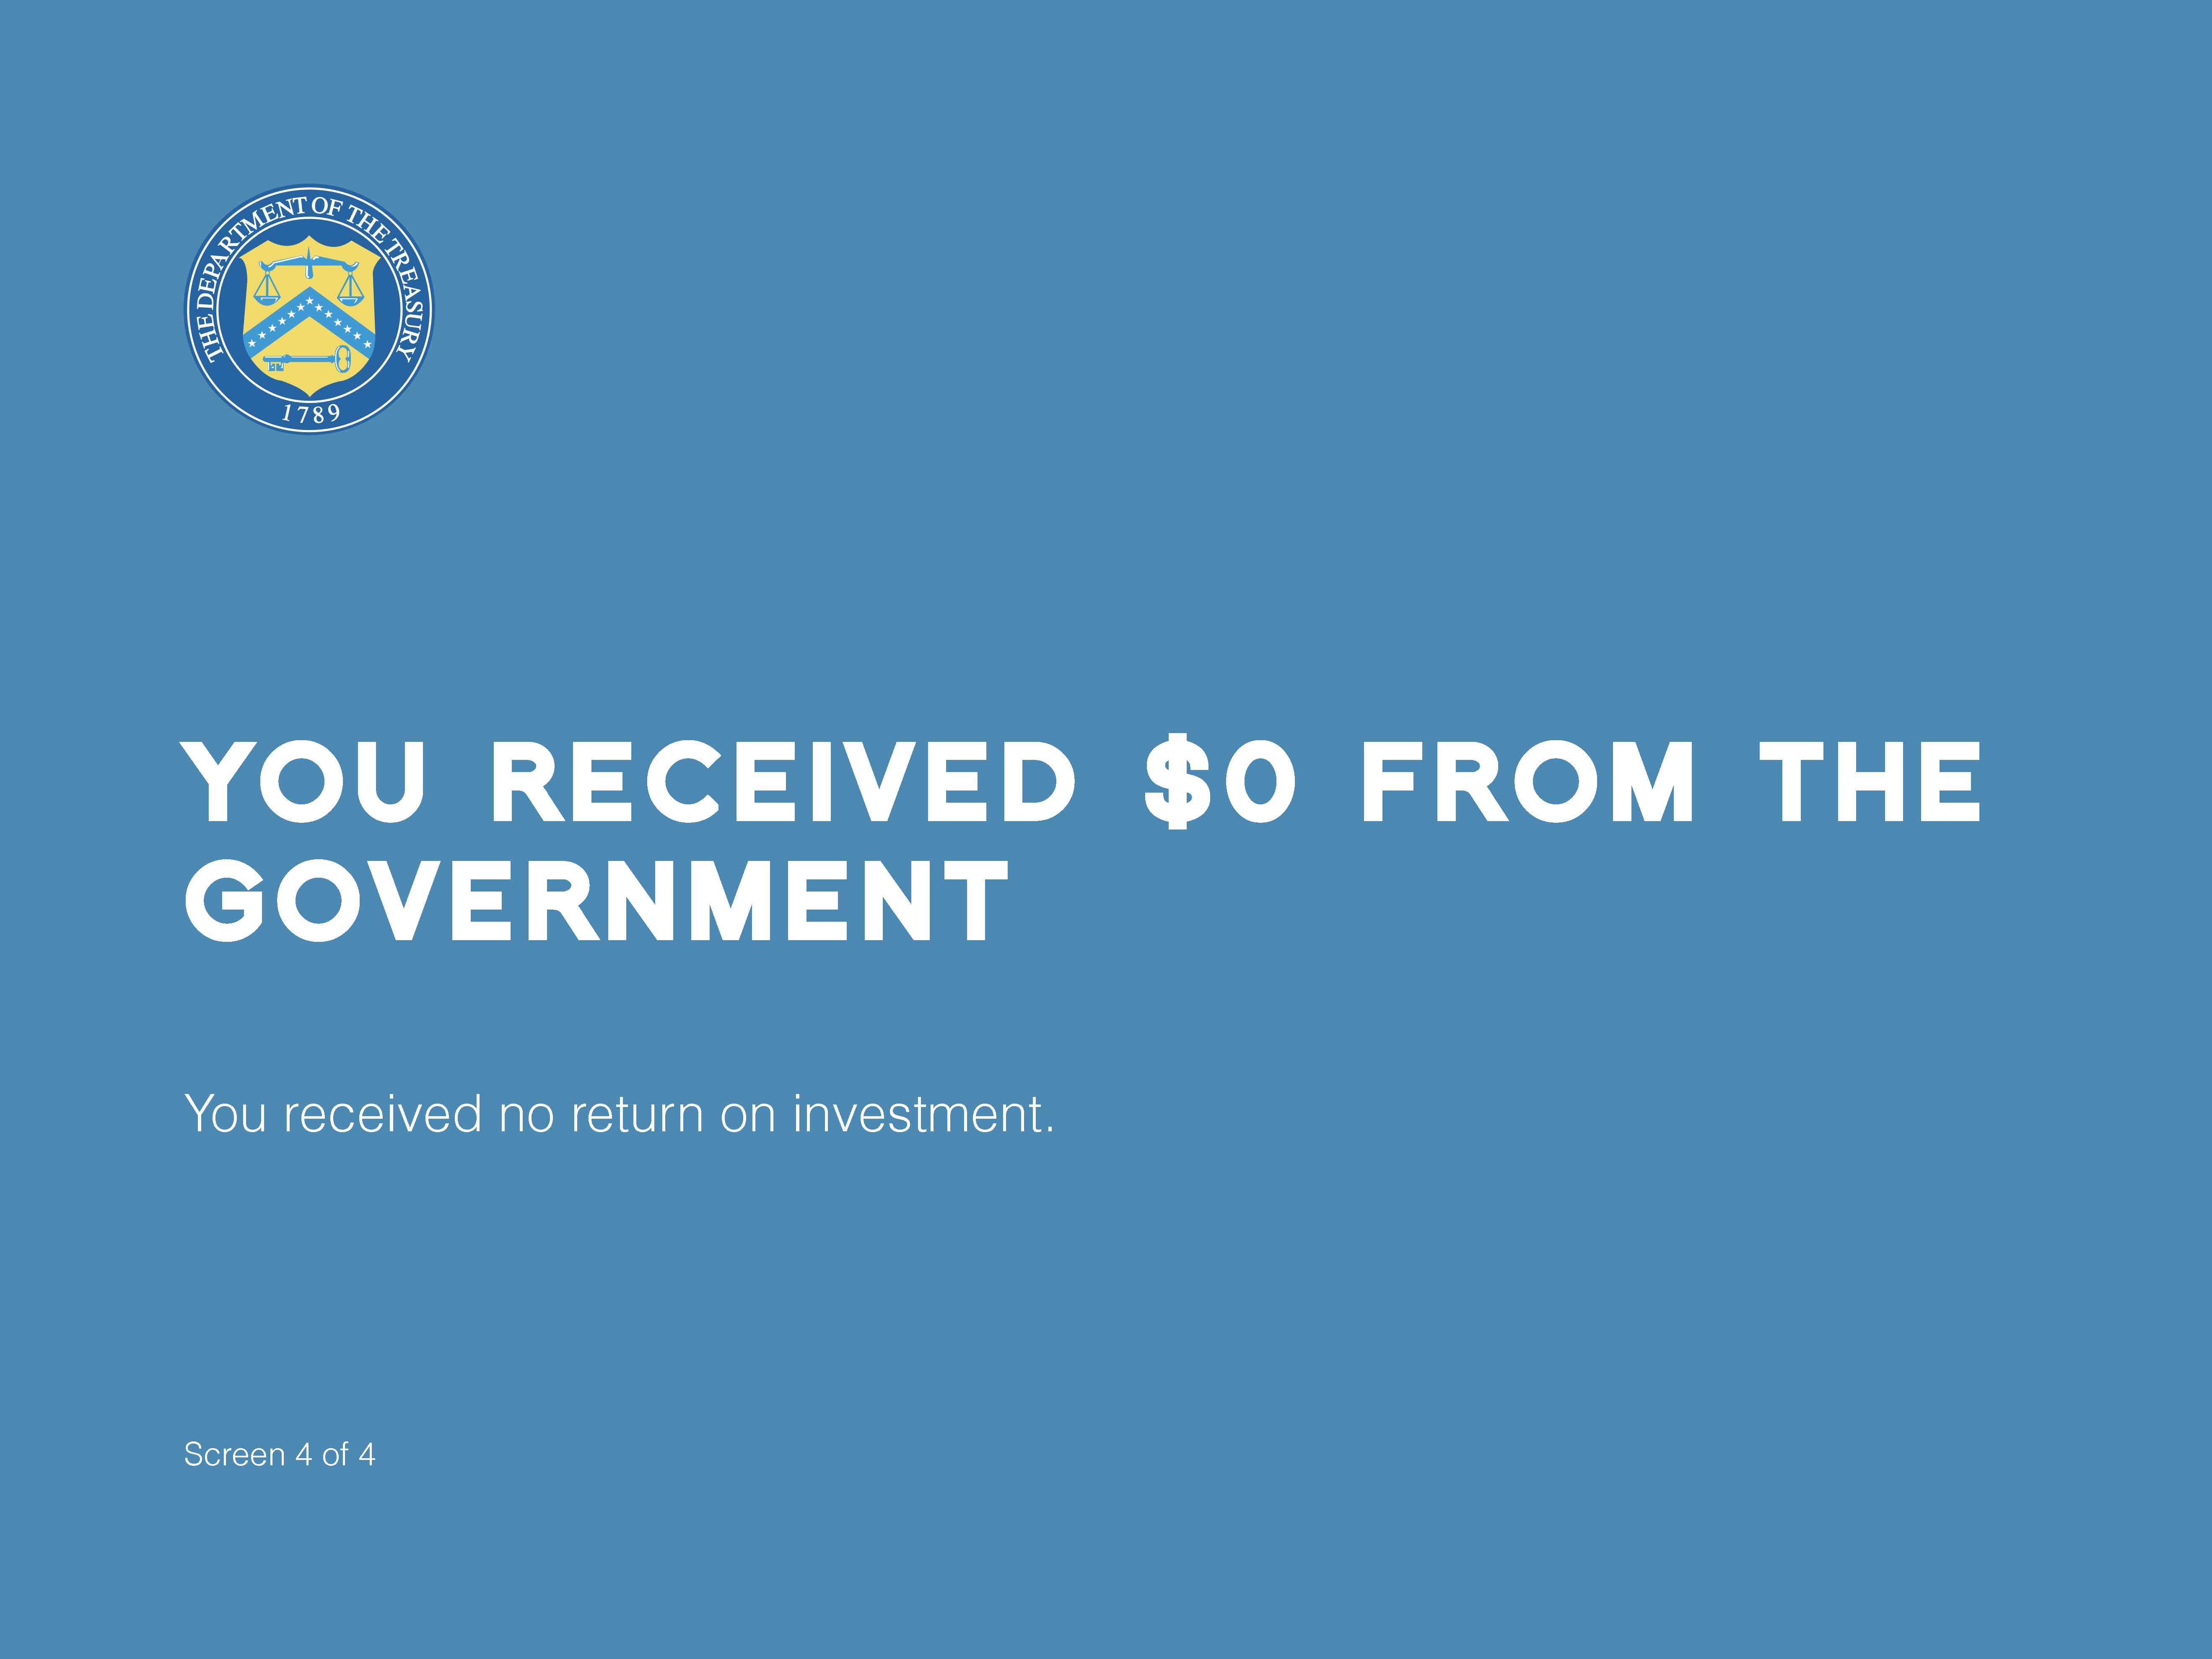 THE DEPARTMENT OF THE TREASURY
1789
YOU RECEIVED $0 FROM THE
GOVERNMENT
You received no return on investment.
Screen 4 of 4